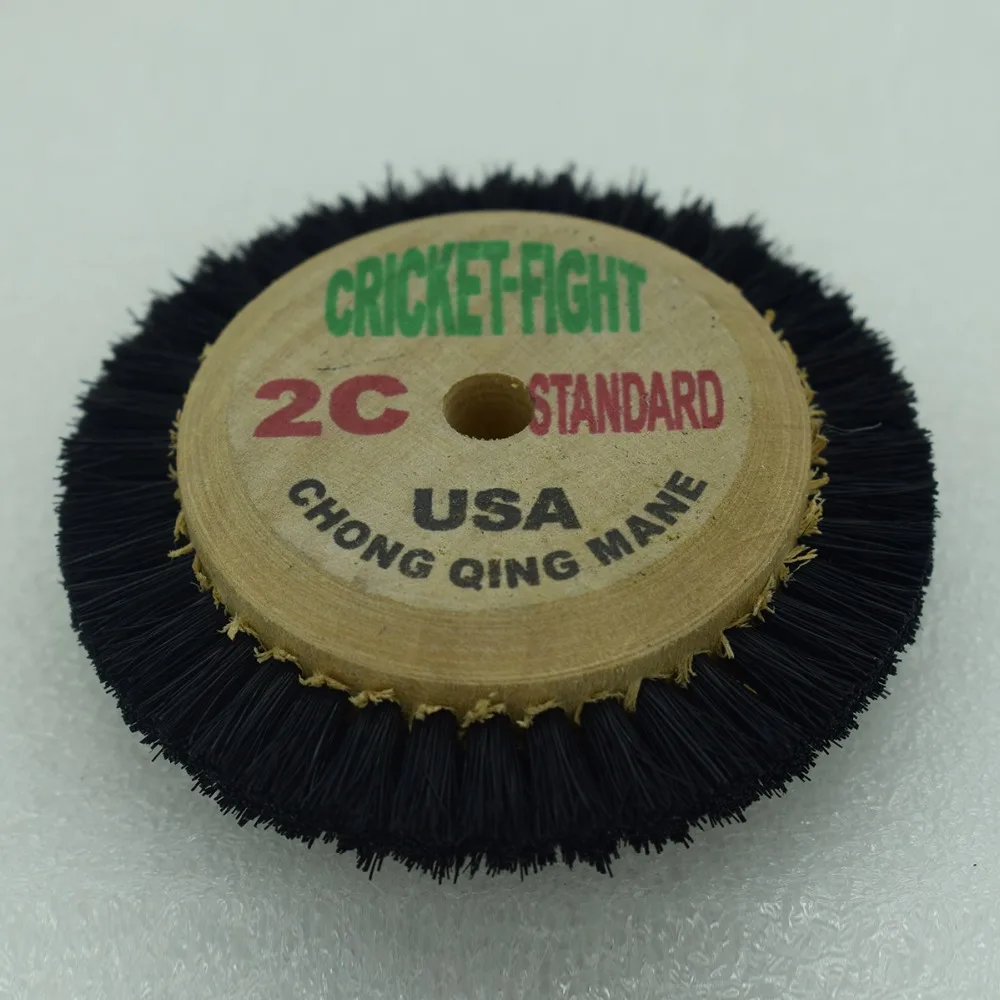 CRICKET-FIGHT
2C STANDARD
USA
CHONG QING MANE